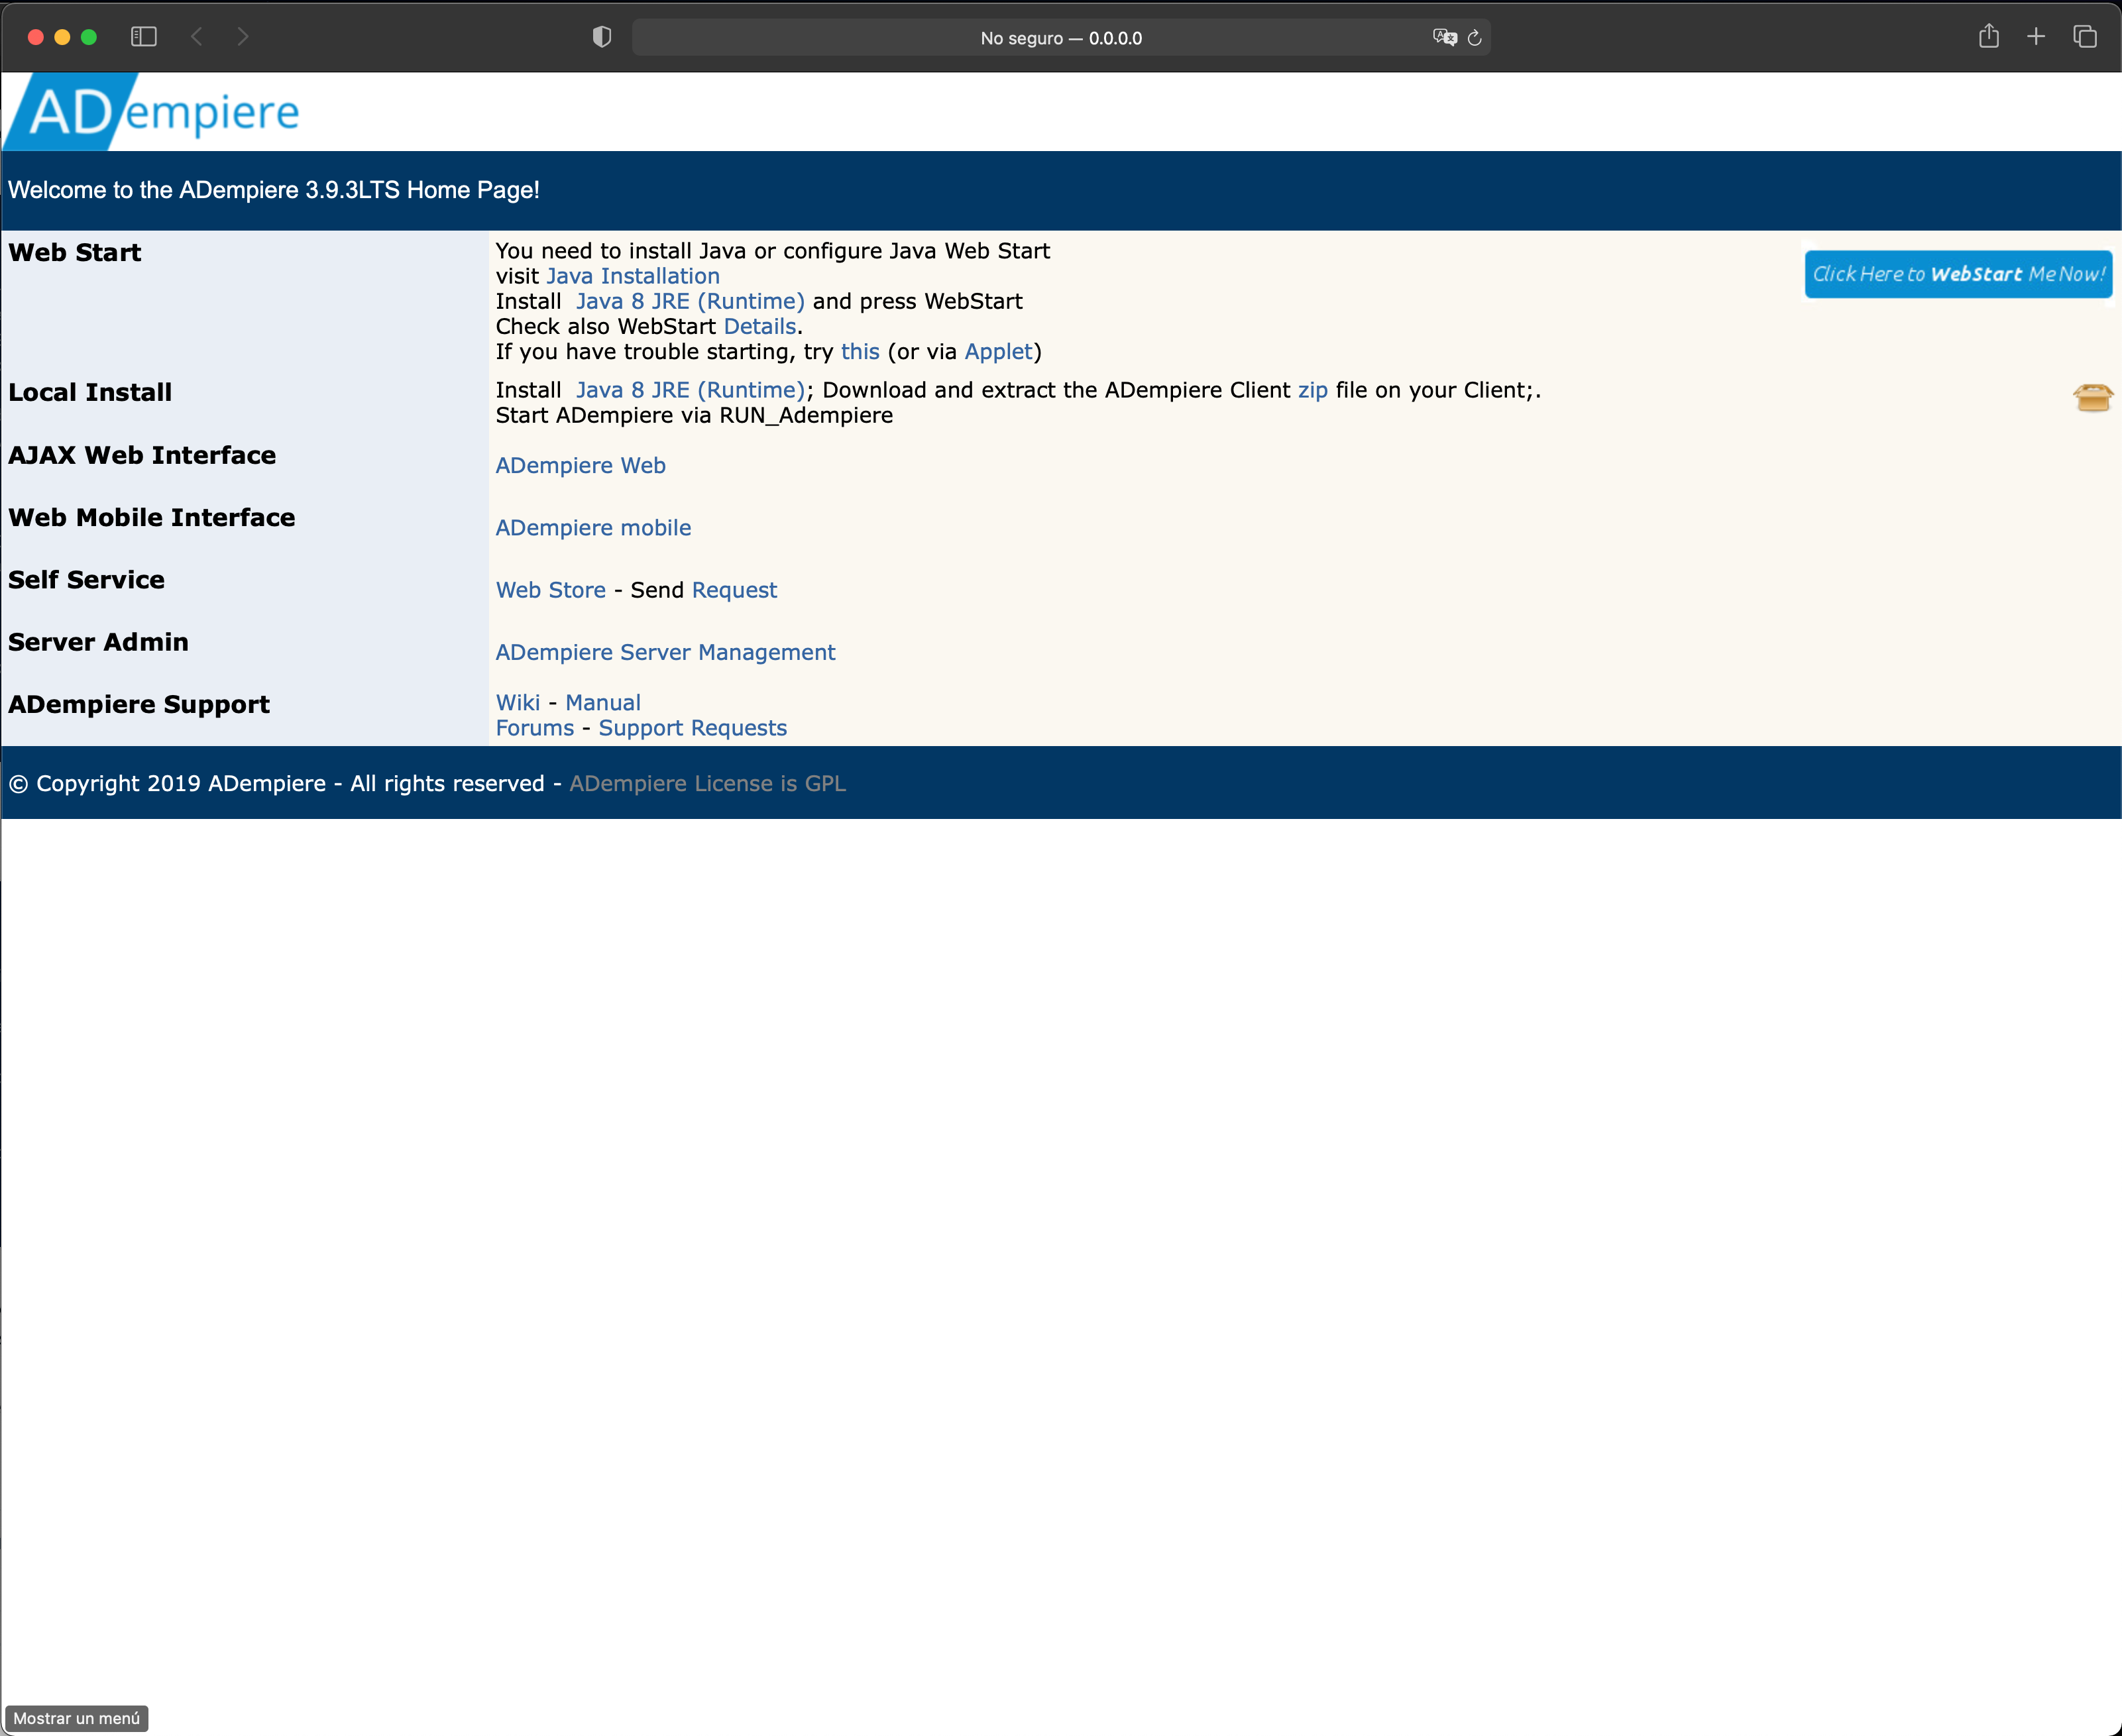 No seguro — 0.0.0.0
ADempiere
Welcome to the ADempiere 3.9.3LTS Home Page!
Web Start
You need to install Java or configure Java Web Start
visit Java Installation
Install Java 8 JRE (Runtime) and press WebStart
Check also WebStart Details.
If you have trouble starting, try this (or via Applet)
Click Here to WebStart Me Now!
Local Install
Install Java 8 JRE (Runtime); Download and extract the ADempiere Client zip file on your Client;.
Start ADempiere via RUN_Adempiere
AJAX Web Interface
ADempiere Web
Web Mobile Interface
ADempiere mobile
Self Service
Web Store - Send Request
Server Admin
ADempiere Server Management
ADempiere Support
Wiki - Manual
Forums - Support Requests
© Copyright 2019 ADempiere - All rights reserved - ADempiere License is GPL
Mostrar un menú